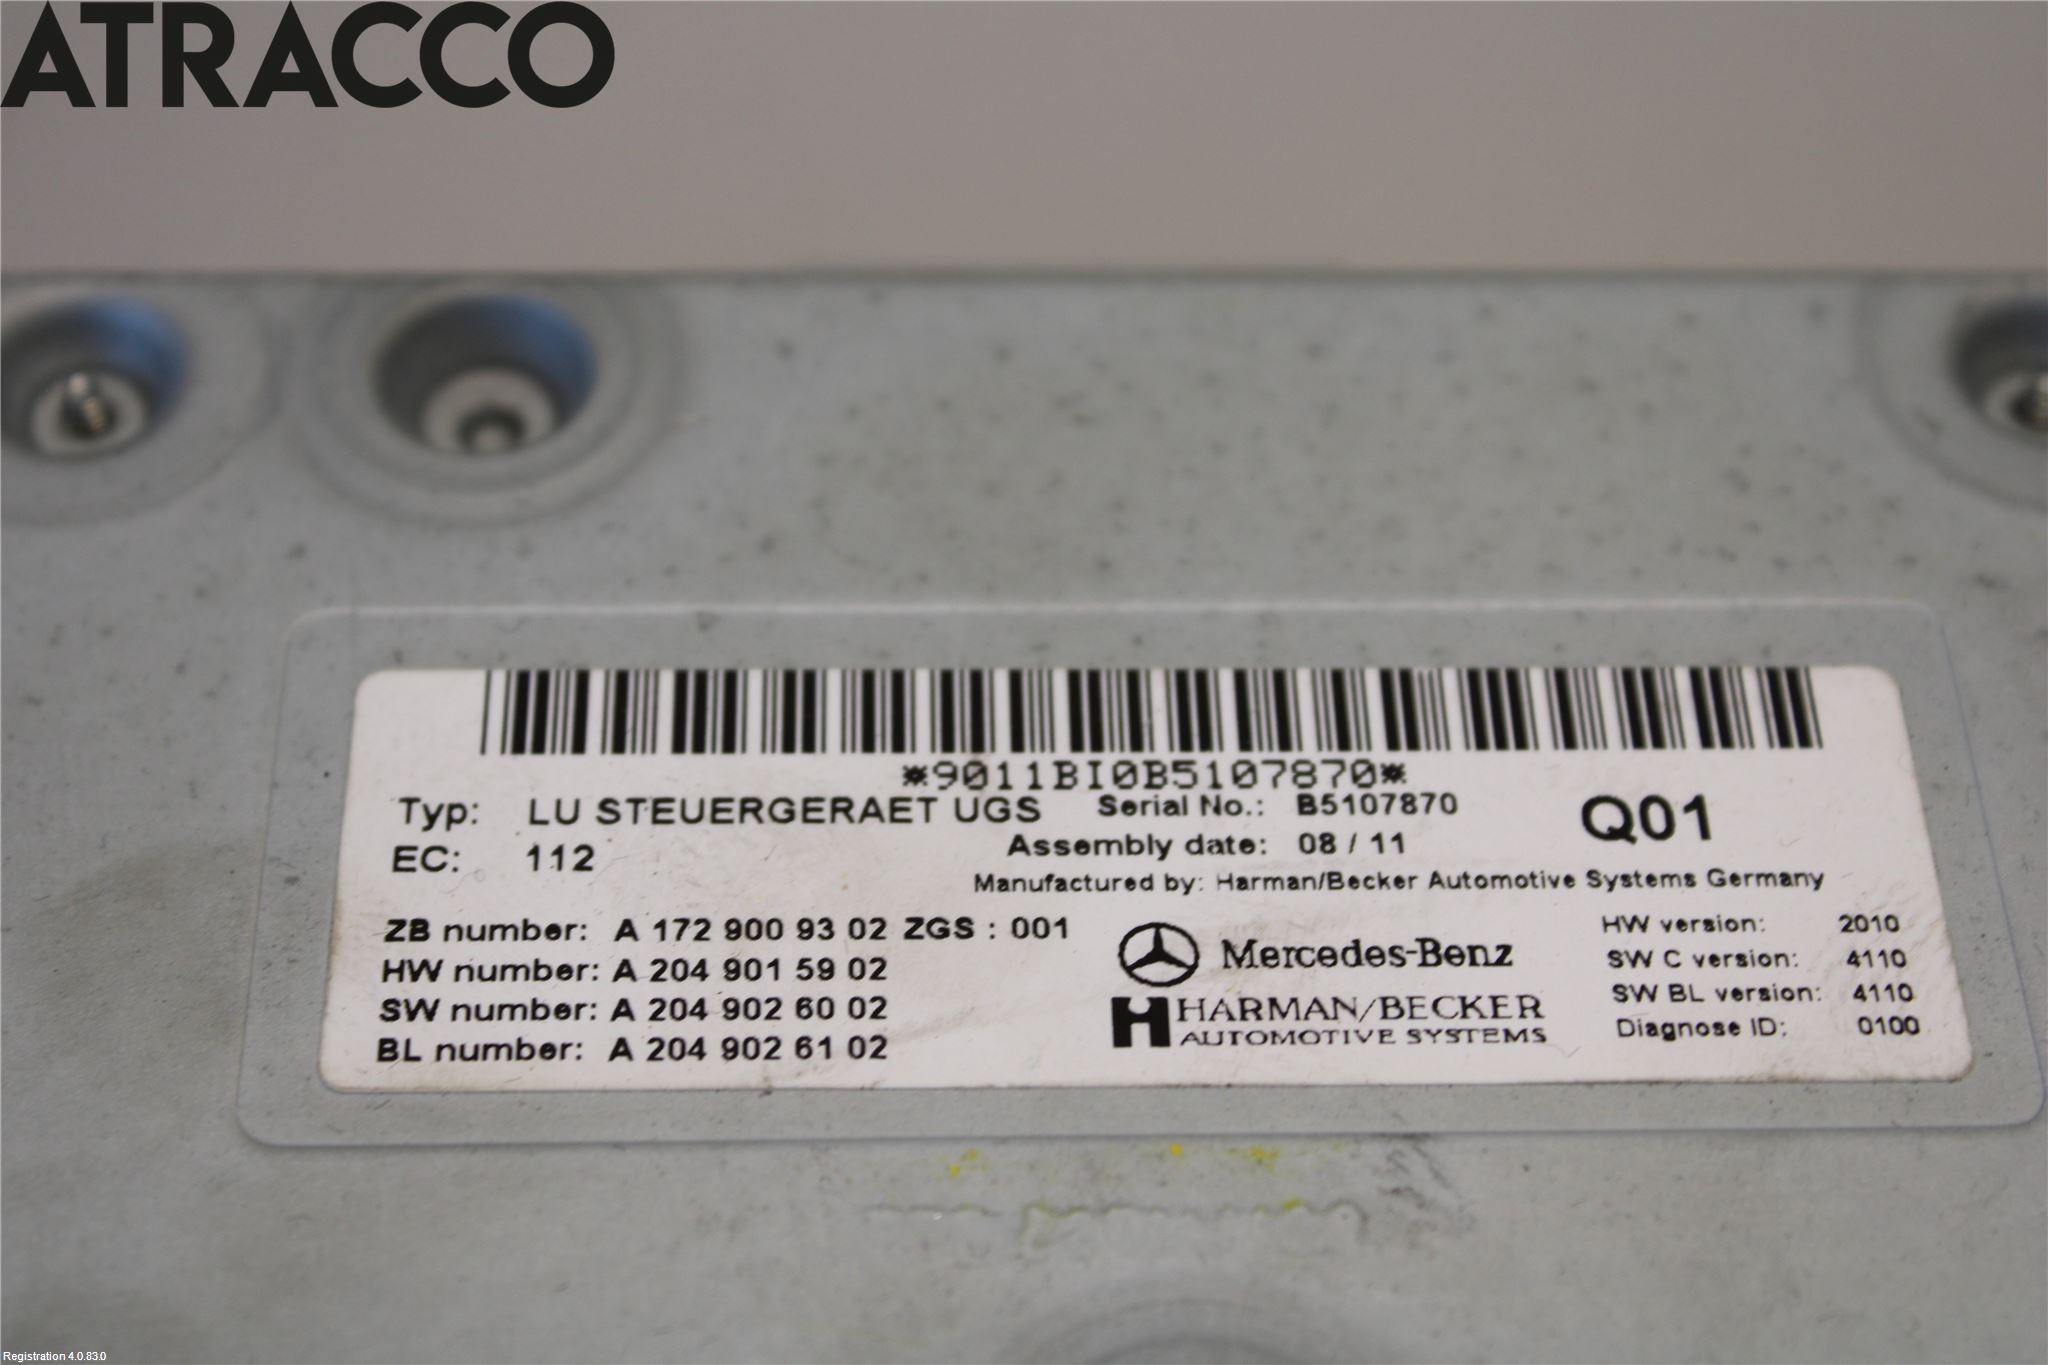 ATRACCO
*9011BI0B5107870*
Typ: LU STEUERGERAET UGS Serial No.: B5107870 Q01
EC: 112 Assembly date: 08 / 11
Manufactured by: Harman/Becker Automotive Systems Germany
ZB number: A 172 900 93 02 ZGS : 001
HW number: A 204 901 59 02
SW number: A 204 902 60 02
BL number: A 204 902 61 02
Mercedes-Benz
HARMAN/BECKER
AUTOMOTIVE SYSTEMS
HW version: 2010
SW C version: 4110
SW BL version: 4110
Diagnose ID: 0100
Registration 4.0.83.0